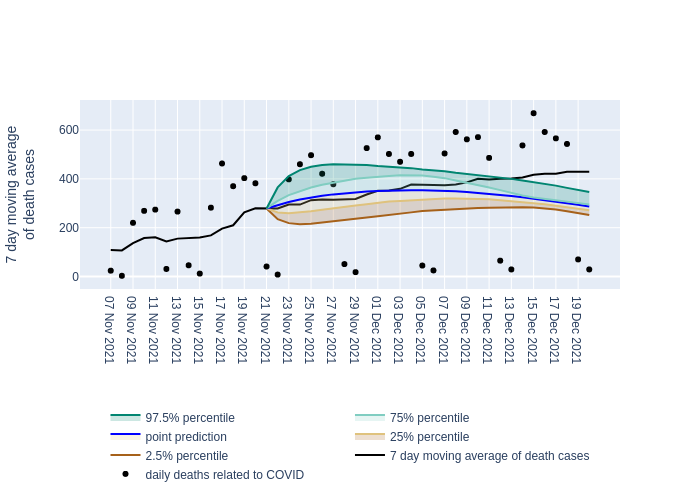 7 day moving average
of death cases
600
400
200
0
07 Nov 2021
09 Nov 2021
11 Nov 2021
13 Nov 2021
15 Nov 2021
17 Nov 2021
19 Nov 2021
21 Nov 2021
23 Nov 2021
25 Nov 2021
27 Nov 2021
29 Nov 2021
01 Dec 2021
03 Dec 2021
05 Dec 2021
07 Dec 2021
09 Dec 2021
11 Dec 2021
13 Dec 2021
15 Dec 2021
17 Dec 2021
19 Dec 2021
97.5% percentile
75% percentile
point prediction
25% percentile
2.5% percentile
7 day moving average of death cases
daily deaths related to COVID